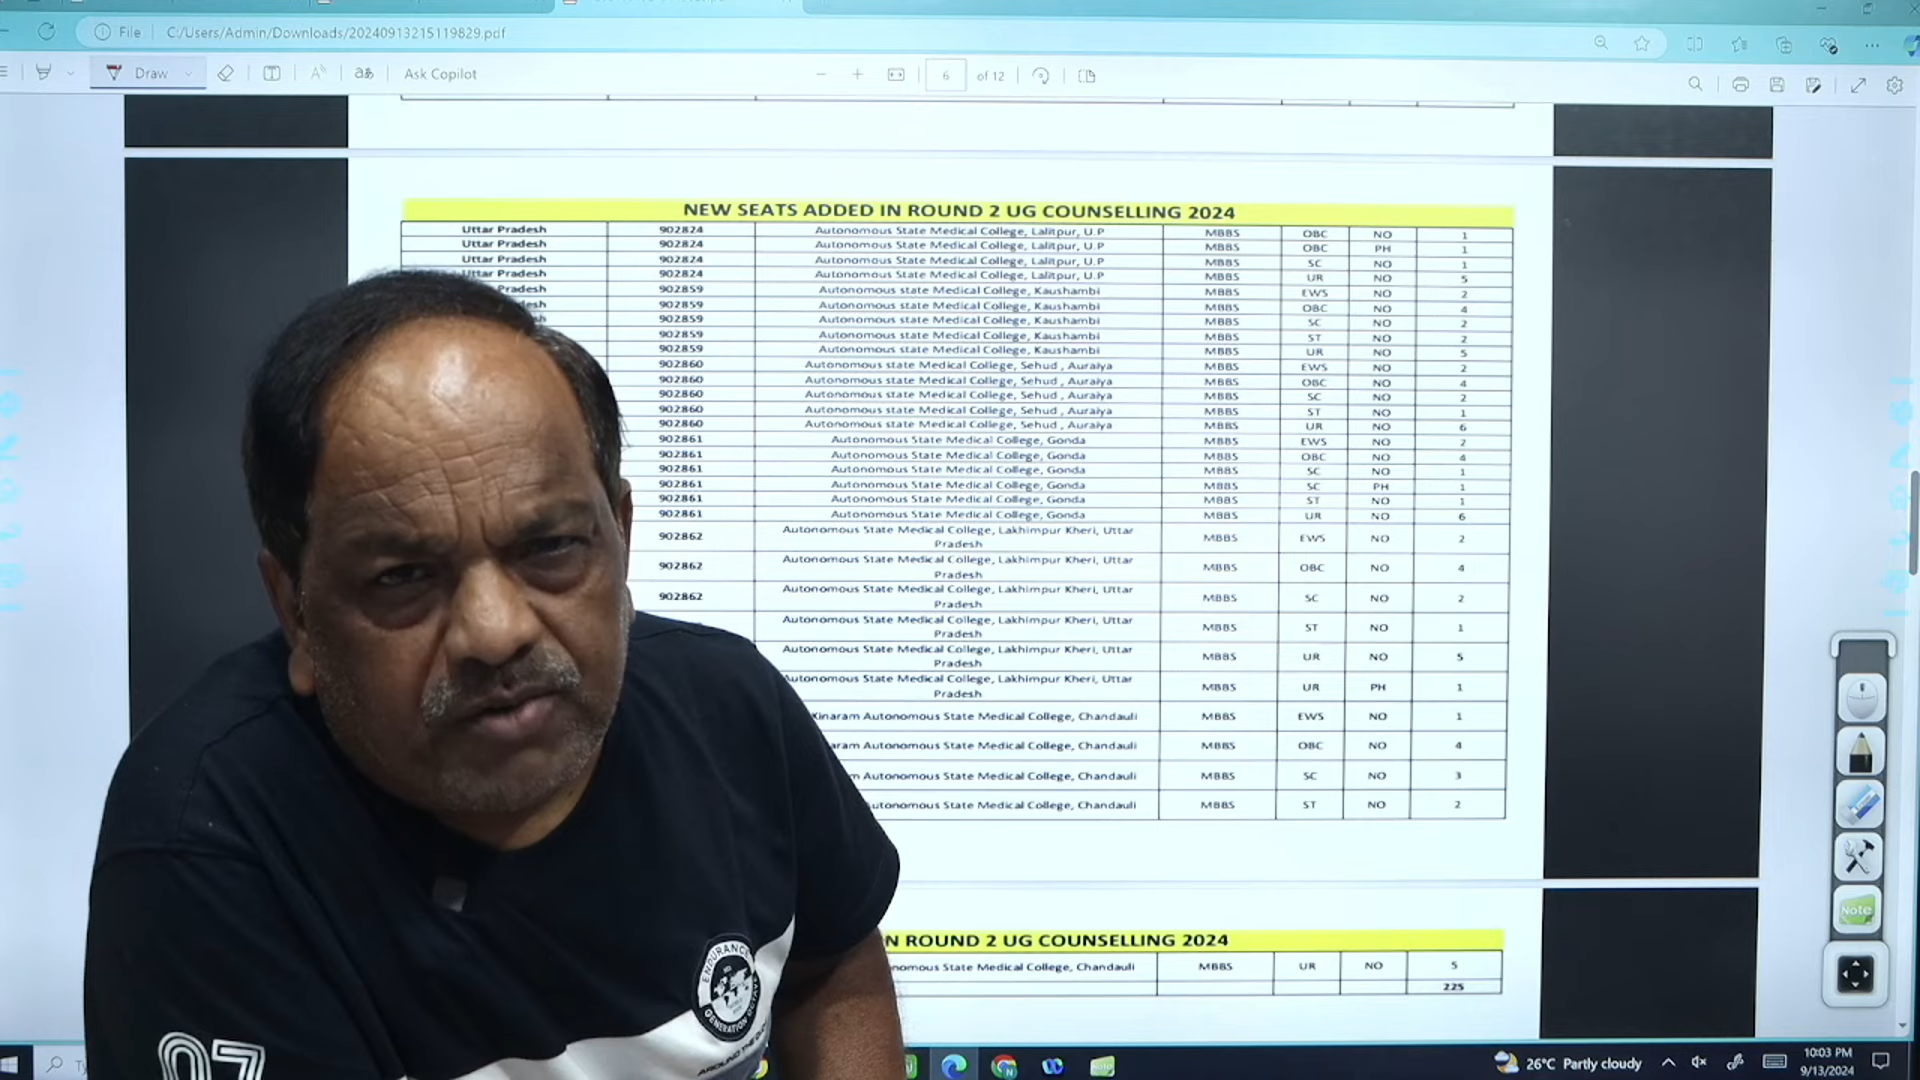 File C:/Users/Admin/Downloads/20240913215119829.pdf
Draw Ask Copilot 6 of 12
NEW SEATS ADDED IN ROUND 2 UG COUNSELLING 2024
Uttar Pradesh 902824 Autonomous State Medical College, Lalitpur, U.P MBBS OBC NO 1
Uttar Pradesh 902824 Autonomous State Medical College, Lalitpur, U.P MBBS OBC PH 1
Uttar Pradesh 902824 Autonomous State Medical College, Lalitpur, U.P MBBS SC NO 1
Uttar Pradesh 902824 Autonomous State Medical College, Lalitpur, U.P MBBS UR NO 5
Pradesh 902859 Autonomous state Medical College, Kaushambi MBBS EWS NO 2
902859 Autonomous state Medical College, Kaushambi MBBS OBC NO 4
902859 Autonomous state Medical College, Kaushambi MBBS SC NO 2
902859 Autonomous state Medical College, Kaushambi MBBS ST NO 2
902859 Autonomous state Medical College, Kaushambi MBBS UR NO 5
902860 Autonomous state Medical College, Sehud , Auraiya MBBS EWS NO 2
902860 Autonomous state Medical College, Sehud , Auraiya MBBS OBC NO 4
902860 Autonomous state Medical College, Sehud , Auraiya MBBS SC NO 2
902860 Autonomous state Medical College, Sehud , Auraiya MBBS ST NO 1
902860 Autonomous state Medical College, Sehud , Auraiya MBBS UR NO 6
902861 Autonomous State Medical College, Gonda MBBS EWS NO 2
902861 Autonomous State Medical College, Gonda MBBS OBC NO 4
902861 Autonomous State Medical College, Gonda MBBS SC NO 1
902861 Autonomous State Medical College, Gonda MBBS SC PH 1
902861 Autonomous State Medical College, Gonda MBBS ST NO 1
902861 Autonomous State Medical College, Gonda MBBS UR NO 6
902862 Autonomous State Medical College, Lakhimpur Kheri, Uttar Pradesh MBBS EWS NO 2
902862 Autonomous State Medical College, Lakhimpur Kheri, Uttar Pradesh MBBS OBC NO 4
902862 Autonomous State Medical College, Lakhimpur Kheri, Uttar Pradesh MBBS SC NO 2
Autonomous State Medical College, Lakhimpur Kheri, Uttar Pradesh MBBS ST NO 1
Autonomous State Medical College, Lakhimpur Kheri, Uttar Pradesh MBBS UR NO 5
Autonomous State Medical College, Lakhimpur Kheri, Uttar Pradesh MBBS UR PH 1
Kinaram Autonomous State Medical College, Chandauli MBBS EWS NO 1
Autonomous State Medical College, Chandauli MBBS OBC NO 4
Autonomous State Medical College, Chandauli MBBS SC NO 3
Autonomous State Medical College, Chandauli MBBS ST NO 2
N ROUND 2 UG COUNSELLING 2024
State Medical College, Chandauli MBBS UR NO 5
225
Note
ENDURANCE
GENERATION
AROUND THE
07
26°C Partly cloudy 10:03 PM
9/13/2024